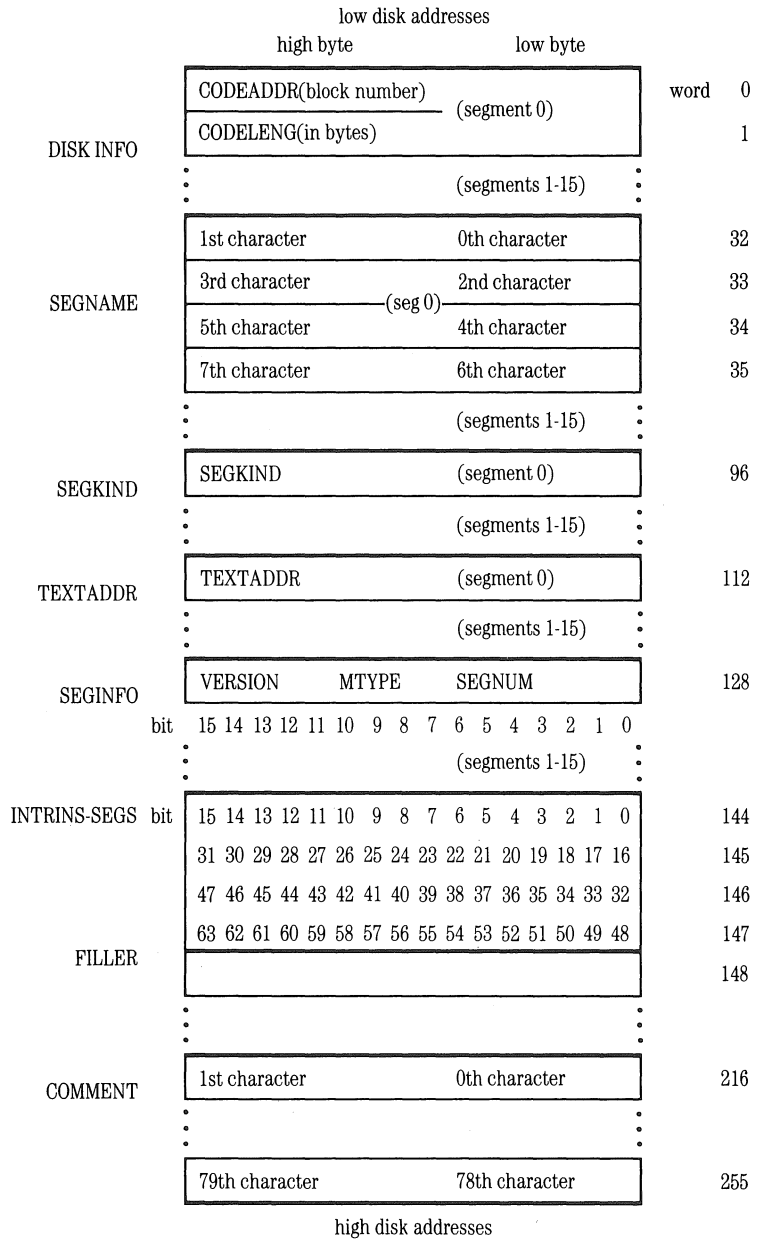 low disk addresses
high byte low byte
CODEADDR(block number) word 0
(segment 0)
CODELENG(in bytes) 1
DISK INFO
(segments 1-15)
1st character 0th character 32
3rd character 2nd character 33
SEGNAME (seg 0)
5th character 4th character 34
7th character 6th character 35
(segments 1-15)
SEGKIND SEGKIND (segment 0) 96
(segments 1-15)
TEXTADDR TEXTADDR (segment 0) 112
(segments 1-15)
SEGINFO VERSION MTYPE SEGNUM 128
bit 15 14 13 12 11 10 9 8 7 6 5 4 3 2 1 0
(segments 1-15)
INTRINS-SEGS bit 15 14 13 12 11 10 9 8 7 6 5 4 3 2 1 0 144
31 30 29 28 27 26 25 24 23 22 21 20 19 18 17 16 145
47 46 45 44 43 42 41 40 39 38 37 36 35 34 33 32 146
63 62 61 60 59 58 57 56 55 54 53 52 51 50 49 48 147
FILLER 148
COMMENT 1st character 0th character 216
79th character 78th character 255
high disk addresses